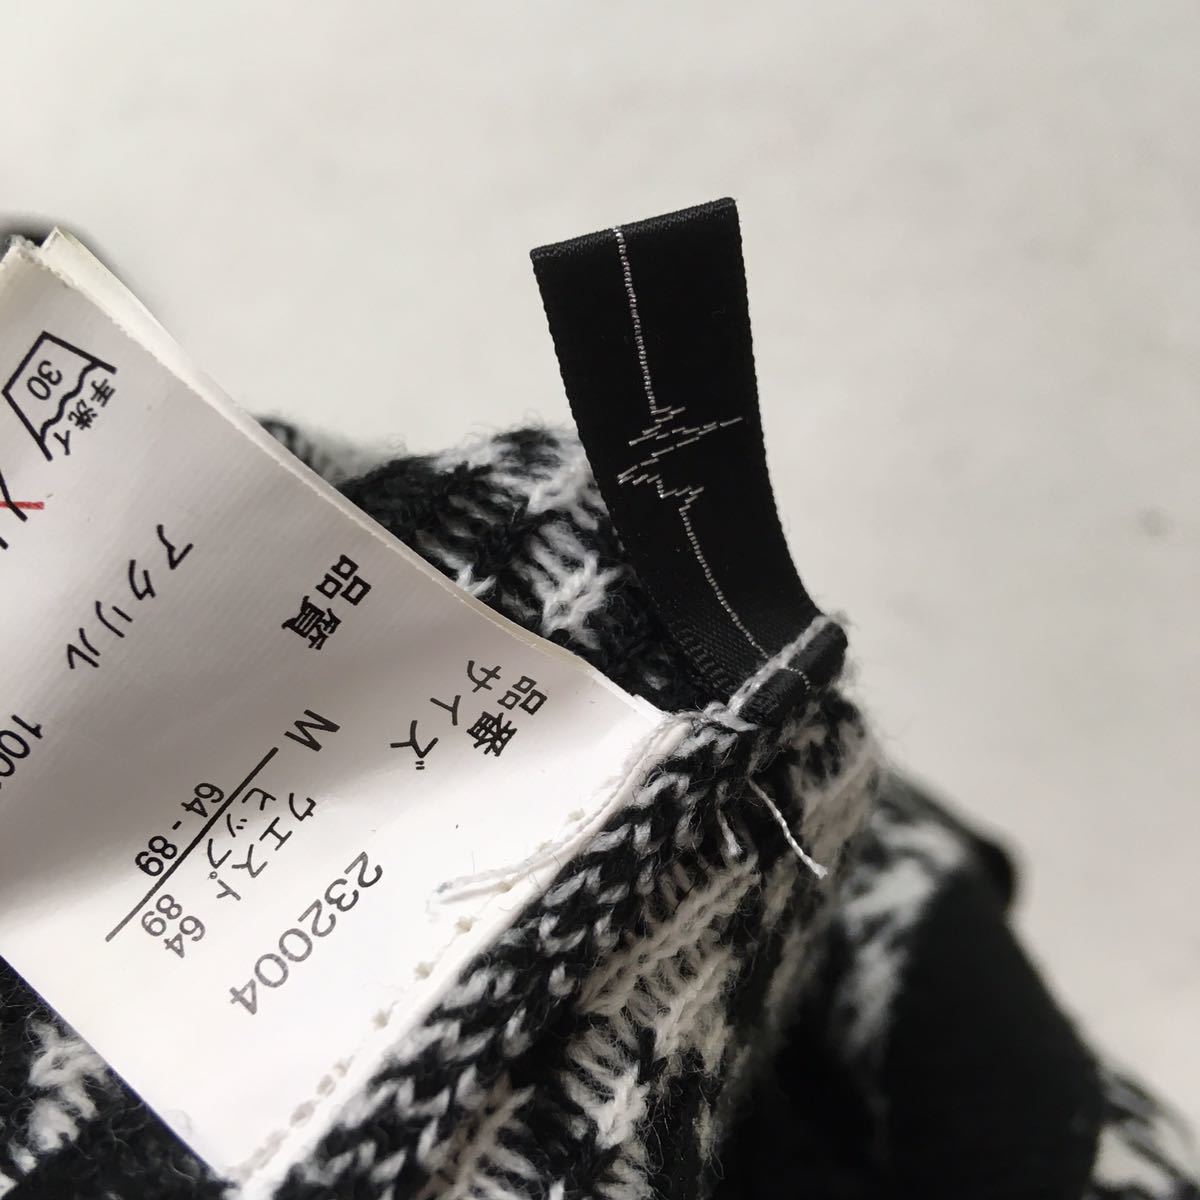 品番 232004
サイズ
M ウエスト 64
ヒップ 89
64-89
品質
アクリル
手洗イ
30